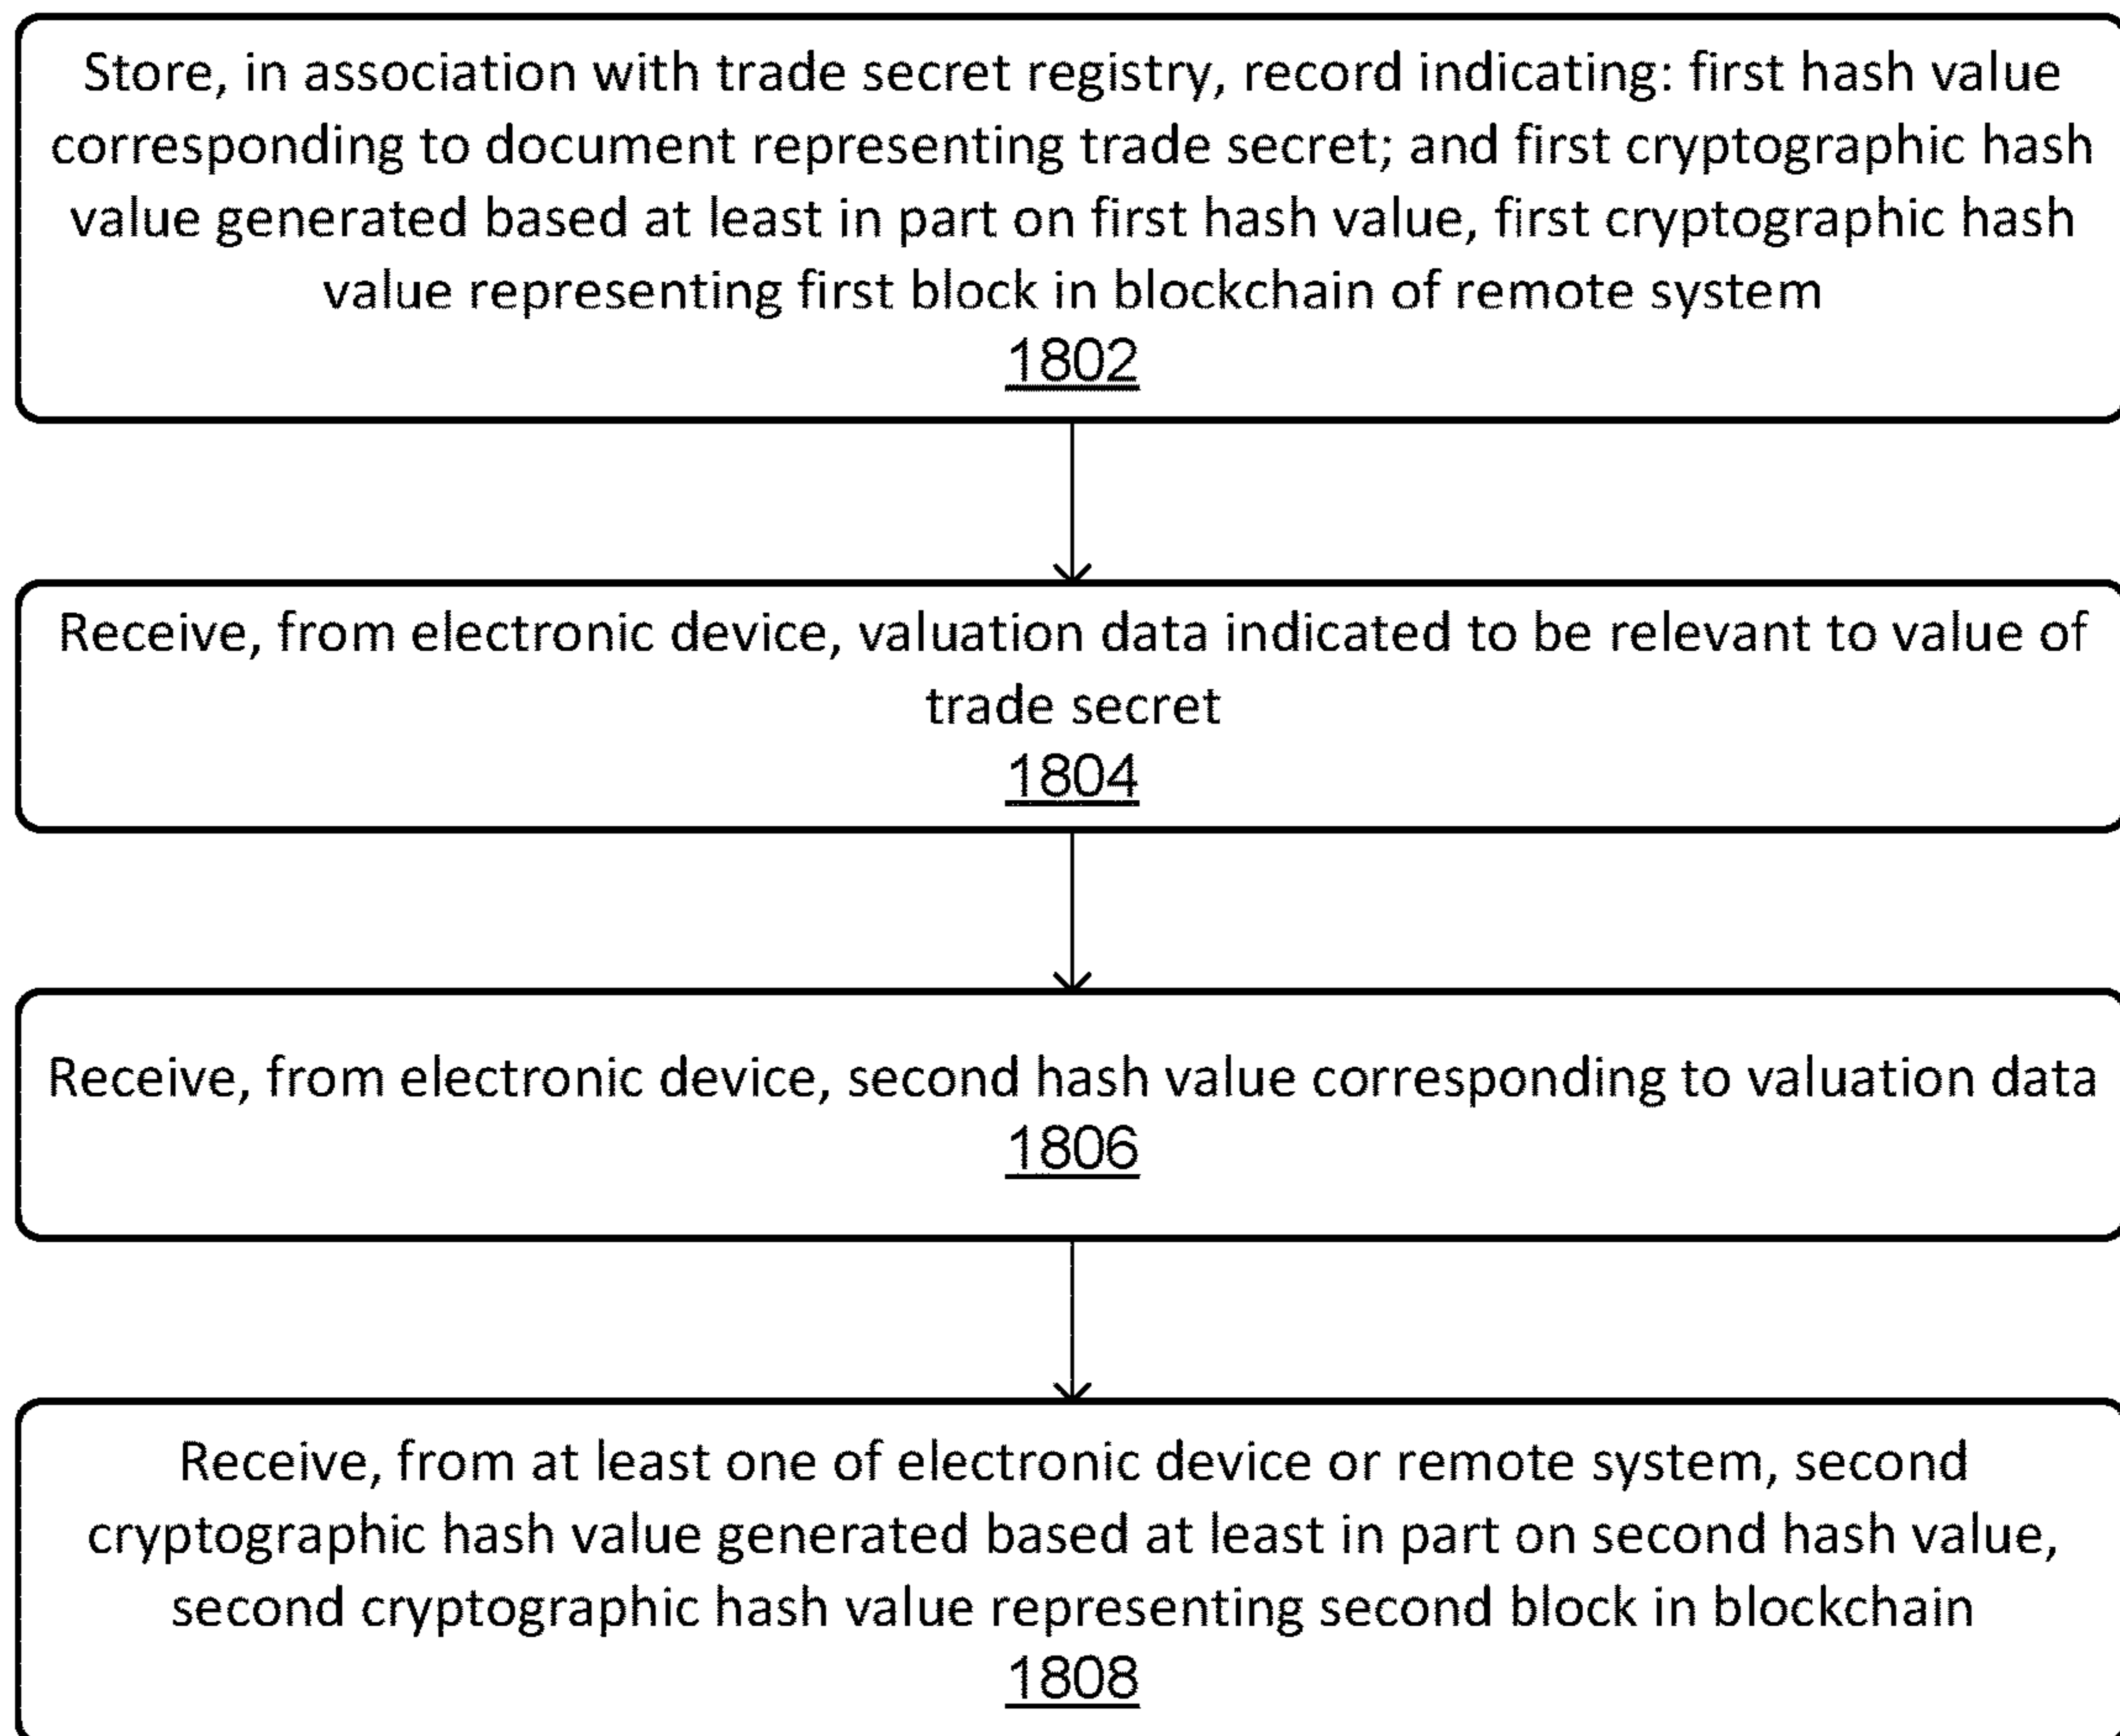 Store, in association with trade secret registry, record indicating: first hash value
corresponding to document representing trade secret; and first cryptographic hash
value generated based at least in part on first hash value, first cryptographic hash
value representing first block in blockchain of remote system
1802
Receive, from electronic device, valuation data indicated to be relevant to value of
trade secret
1804
Receive, from electronic device, second hash value corresponding to valuation data
1806
Receive, from at least one of electronic device or remote system, second
cryptographic hash value generated based at least in part on second hash value,
second cryptographic hash value representing second block in blockchain
1808